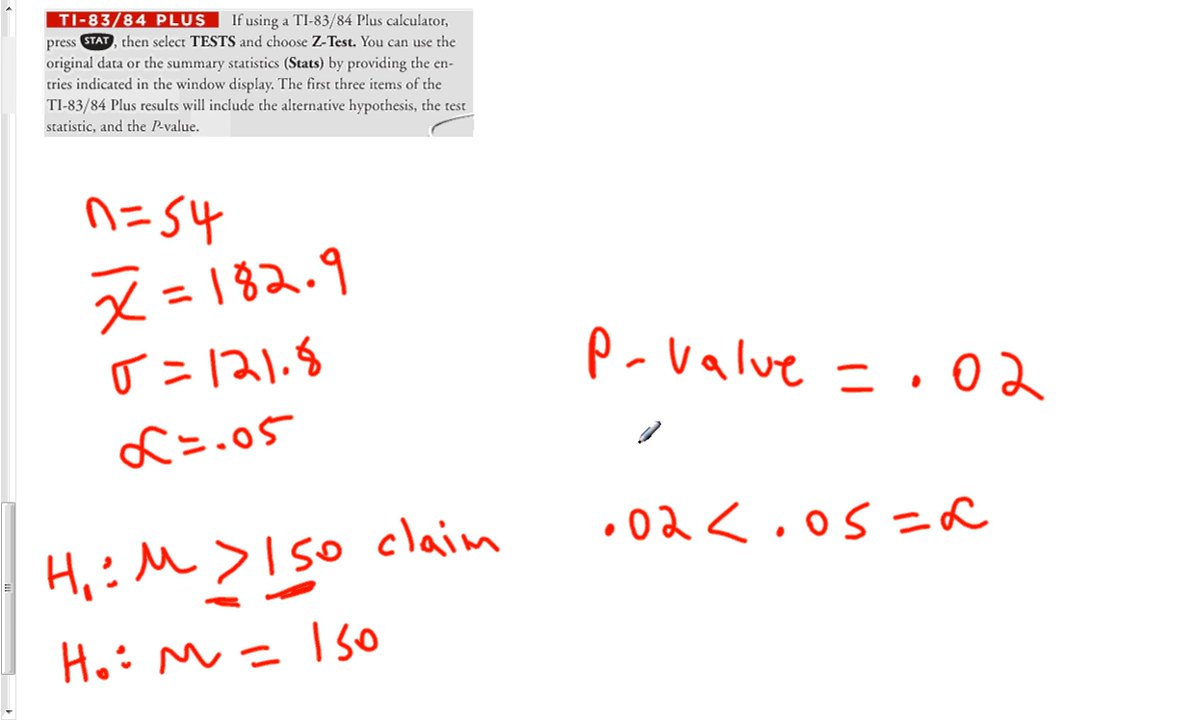 TI-83/84 PLUS If using a TI-83/84 Plus calculator,
press STAT, then select TESTS and choose Z-Test. You can use the
original data or the summary statistics (Stats) by providing the en-
tries indicated in the window display. The first three items of the
TI-83/84 Plus results will include the alternative hypothesis, the test
statistic, and the P-value.
n=54
x̄ = 182.9
σ = 121.8
α = .05
H₁: μ > 150 claim
H₀: μ = 150
P-value = .02
.02 < .05 = α